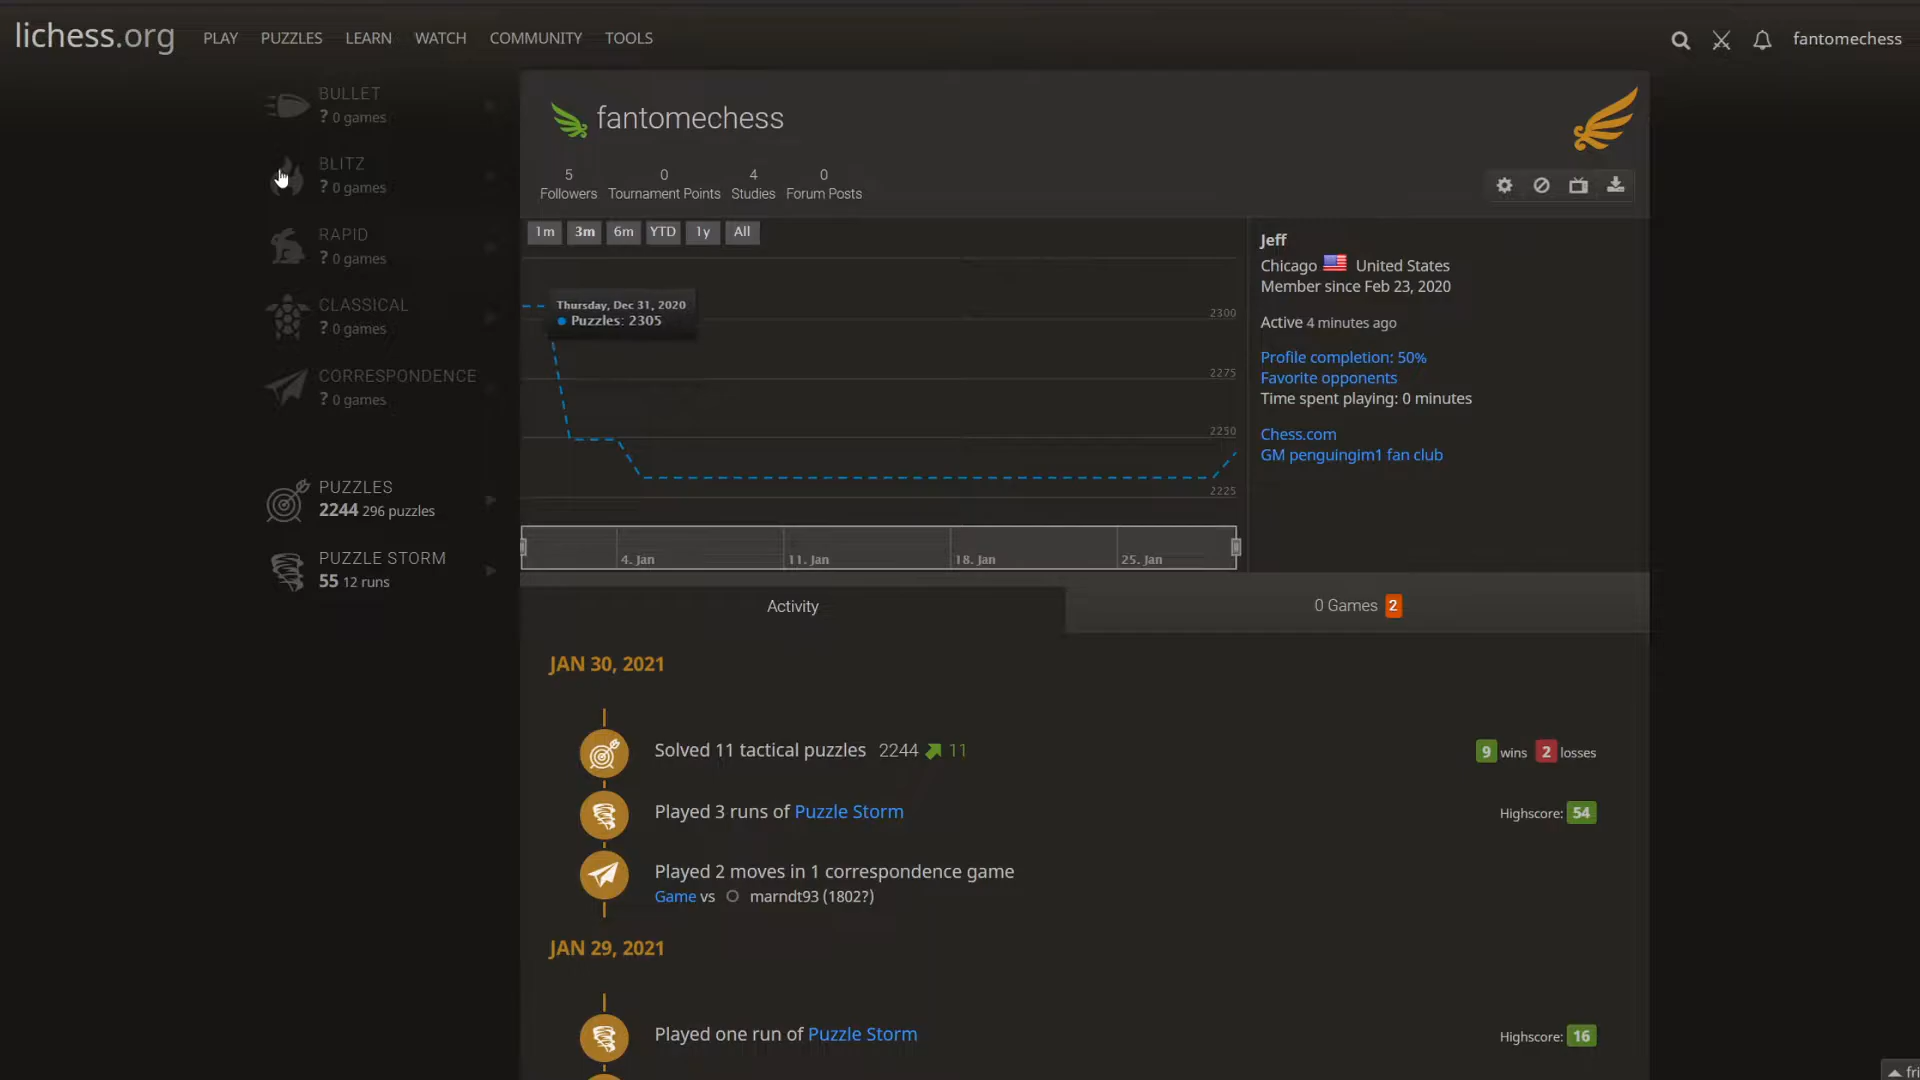 lichess.org PLAY PUZZLES LEARN WATCH COMMUNITY TOOLS fantomechess
BULLET
? 0 games
BLITZ
? 0 games
RAPID
? 0 games
CLASSICAL
? 0 games
CORRESPONDENCE
? 0 games
PUZZLES
2244 296 puzzles
PUZZLE STORM
55 12 runs
fantomechess
5 0 4 0
Followers Tournament Points Studies Forum Posts
1m 3m 6m YTD 1y All
Thursday, Dec 31, 2020
Puzzles: 2305
2300
2275
2250
2225
4. Jan 11. Jan 18. Jan 25. Jan
Jeff
Chicago United States
Member since Feb 23, 2020
Active 4 minutes ago
Profile completion: 50%
Favorite opponents
Time spent playing: 0 minutes
Chess.com
GM penguingim1 fan club
Activity 0 Games 2
JAN 30, 2021
Solved 11 tactical puzzles 2244 11 9 wins 2 losses
Played 3 runs of Puzzle Storm Highscore: 54
Played 2 moves in 1 correspondence game
Game vs marndt93 (1802?)
JAN 29, 2021
Played one run of Puzzle Storm Highscore: 16